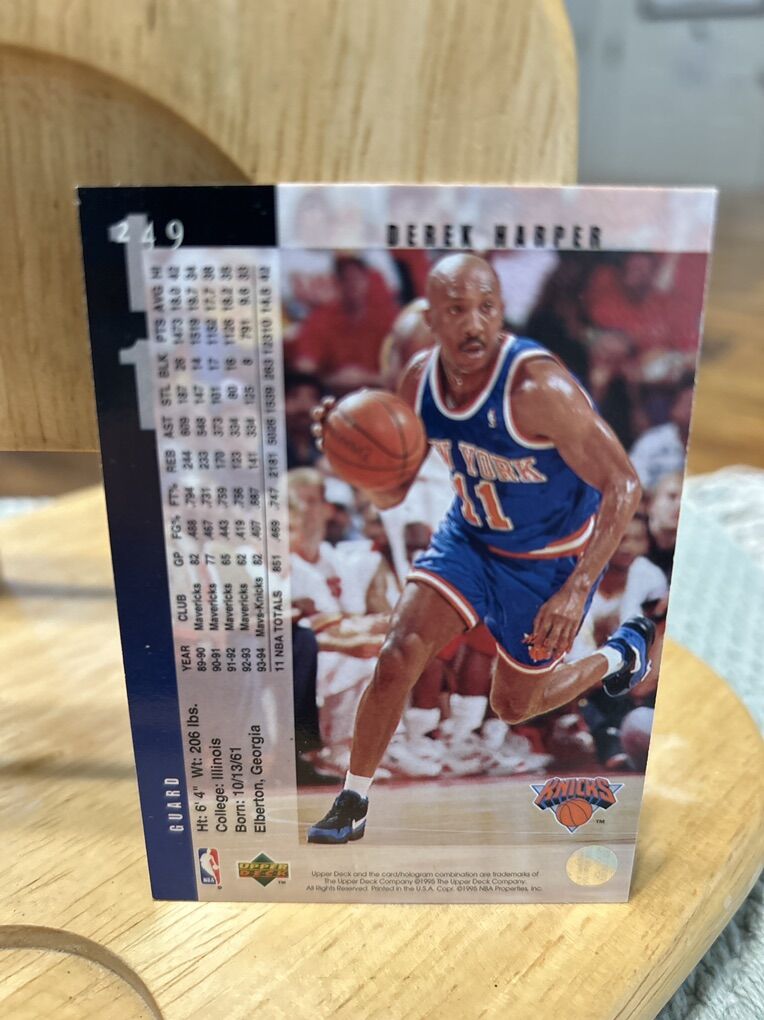 249
11
DEREK HARPER
GUARD
Ht: 6' 4" Wt: 206 lbs.
College: Illinois
Born: 10/13/61
Elberton, Georgia
YEAR CLUB GP FG% FT% REB AST STL BLK PTS AVG HI
89-90 Mavericks 82 .488 .794 244 609 187 26 1473 18.0 42
90-91 Mavericks 77 .467 .731 233 548 147 14 1519 19.7 34
91-92 Mavericks 65 .443 .759 170 373 101 17 1152 17.7 38
92-93 Mavericks 62 .419 .756 123 334 80 16 1126 18.2 35
93-94 Mavs-Knicks 82 .407 .687 141 334 125 8 791 9.6 33
11 NBA TOTALS 851 .469 .747 2181 5026 1539 263 12310 14.5 42
YORK
11
KNICKS
TM
NBA
UPPER
DECK
TM
Upper Deck and the card/hologram combination are trademarks of
The Upper Deck Company ©1995 The Upper Deck Company.
All Rights Reserved. Printed in the U.S.A. Copr. ©1995 NBA Properties, Inc.